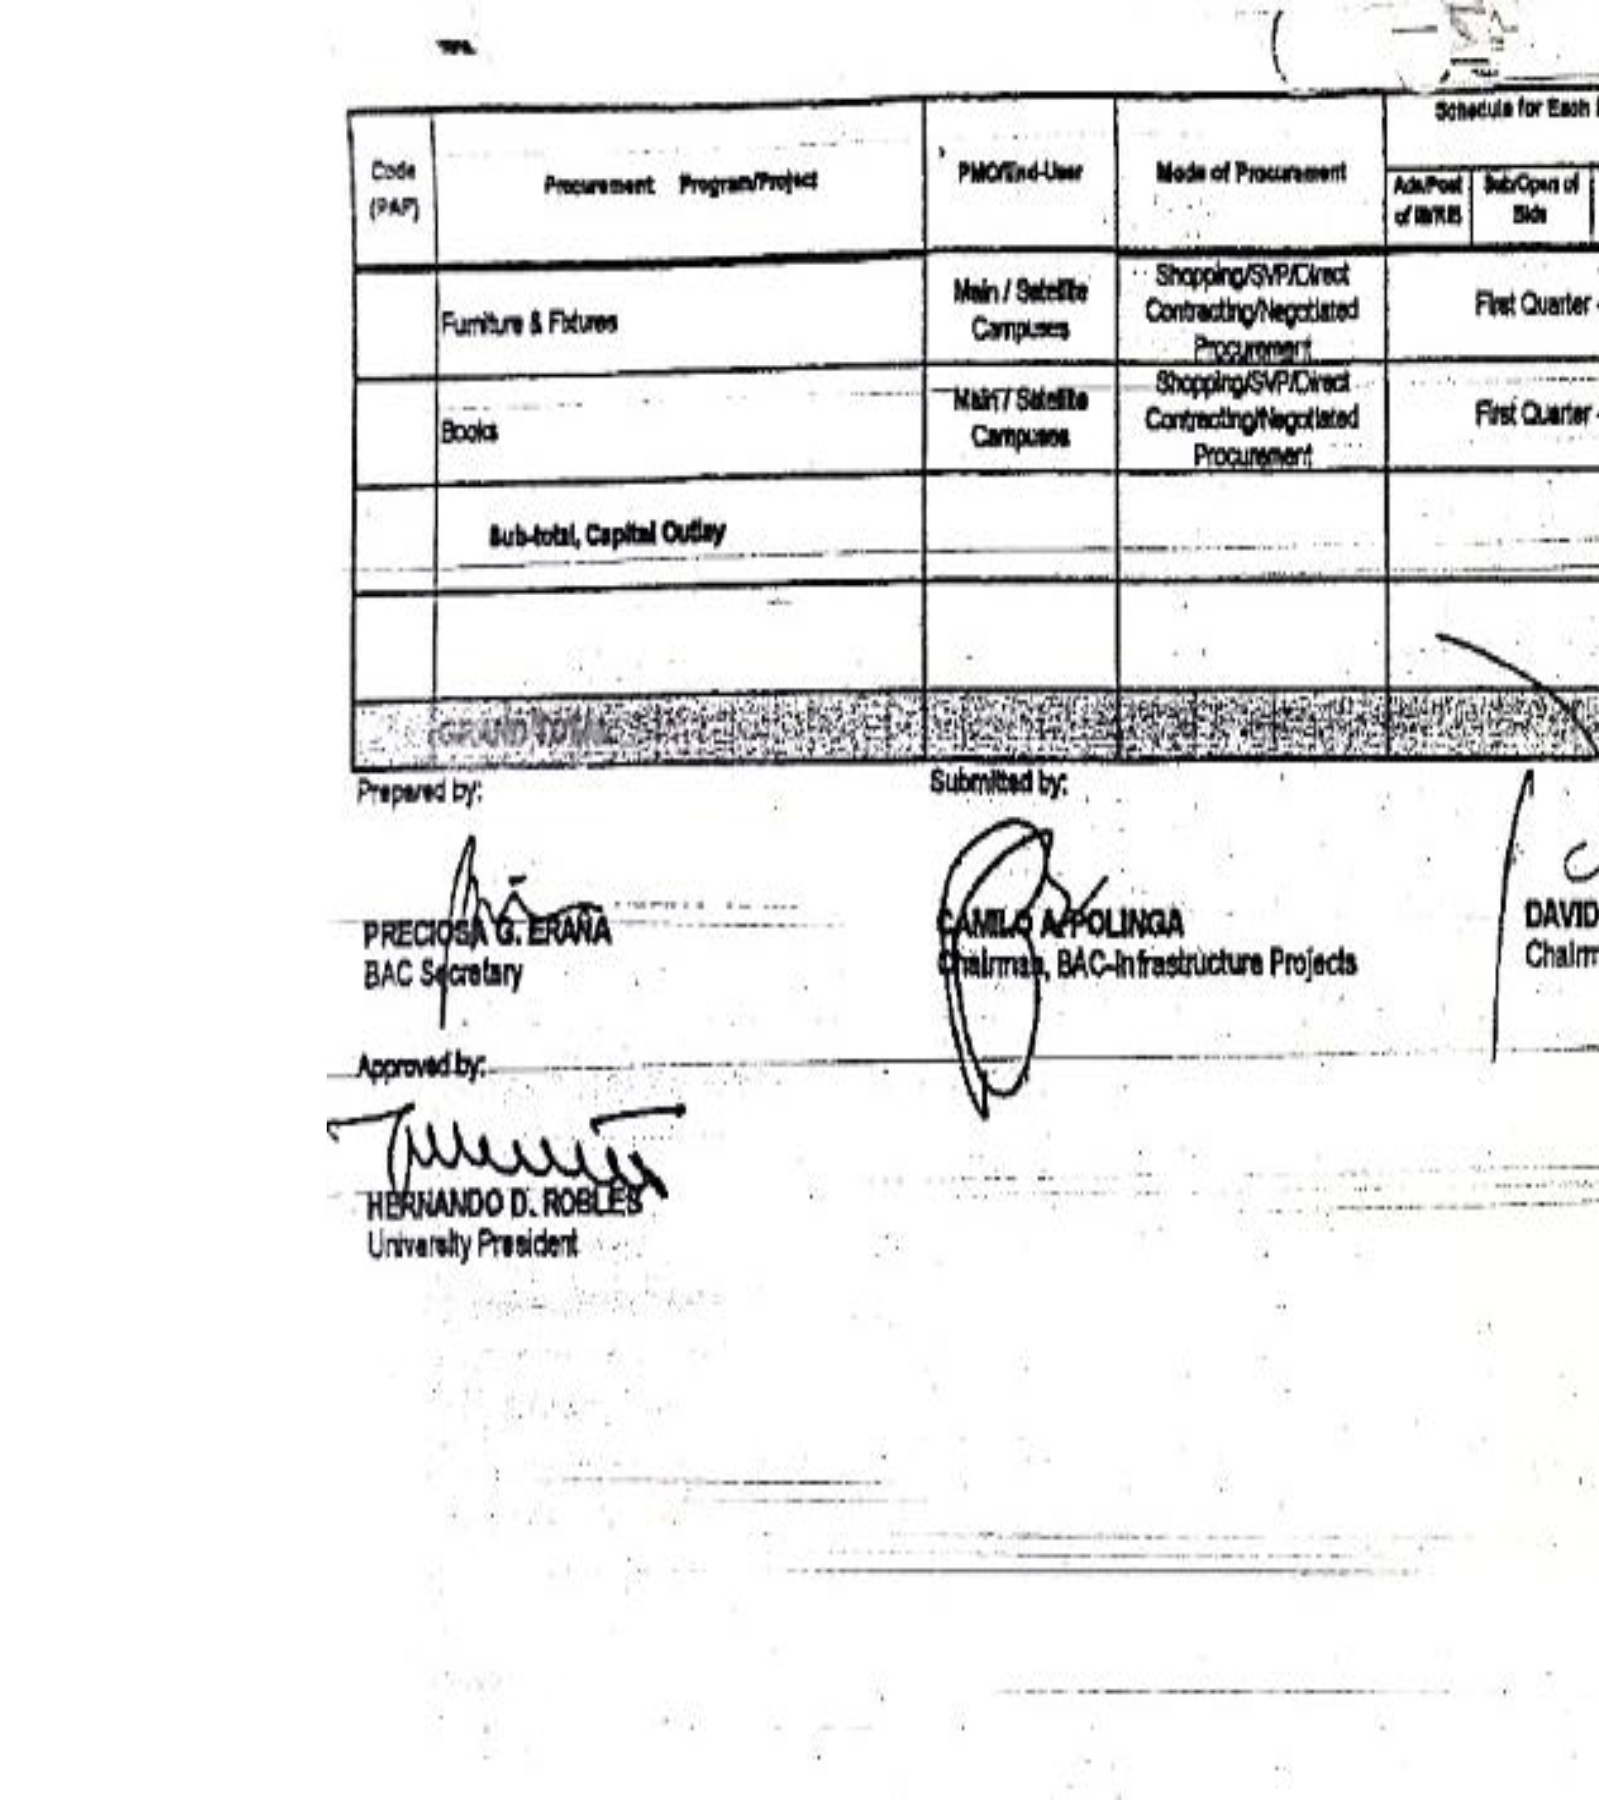 Schedule for Each
Code
(PAP)
Procurement Program/Project
PMO/End-User
Mode of Procurement
Ads/Post
of IB/REI
Sub/Open of
Bids
Furniture & Fixtures
Main / Satellite
Campuses
Shopping/SVP/Direct
Contracting/Negotiated
Procurement
First Quarter -
Books
Main / Satellite
Campuses
Shopping/SVP/Direct
Contracting/Negotiated
Procurement
First Quarter -
Sub-total, Capital Outlay
GRAND TOTAL
Prepared by:
Submitted by:
PRECIOSA G. ERAÑA
BAC Secretary
CAMILO A. POLINGA
Chairman, BAC-Infrastructure Projects
DAVID
Chairm
Approved by:
HERNANDO D. ROBLES
University President